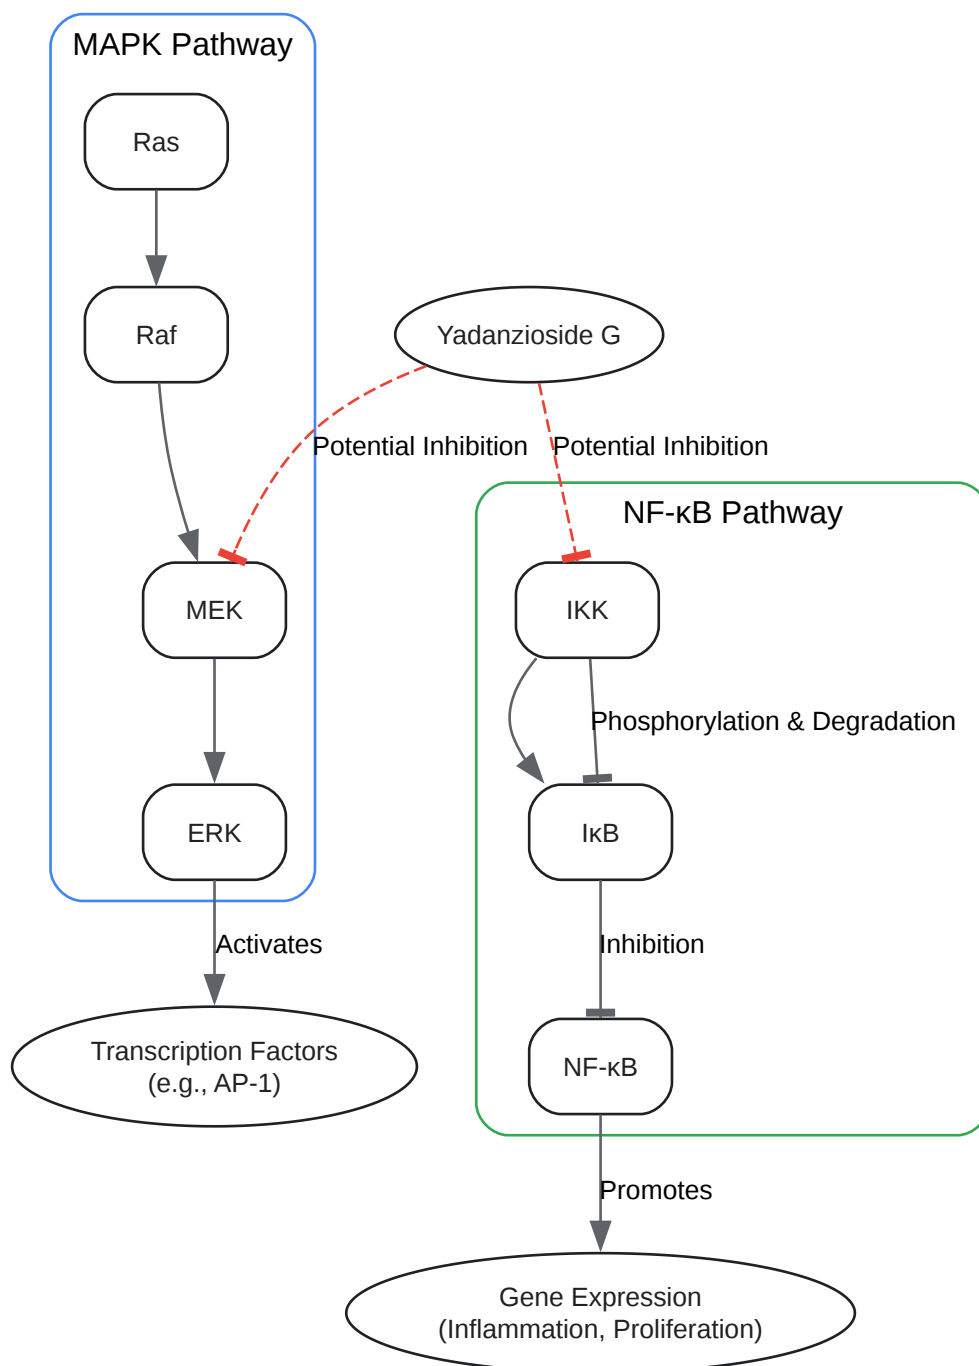 MAPK Pathway
Ras
Raf
Yadanzioside G
Potential Inhibition
Potential Inhibition
NF-κB Pathway
MEK
IKK
Phosphorylation & Degradation
ERK
IκB
Activates
Inhibition
Transcription Factors
(e.g., AP-1)
NF-κB
Promotes
Gene Expression
(Inflammation, Proliferation)